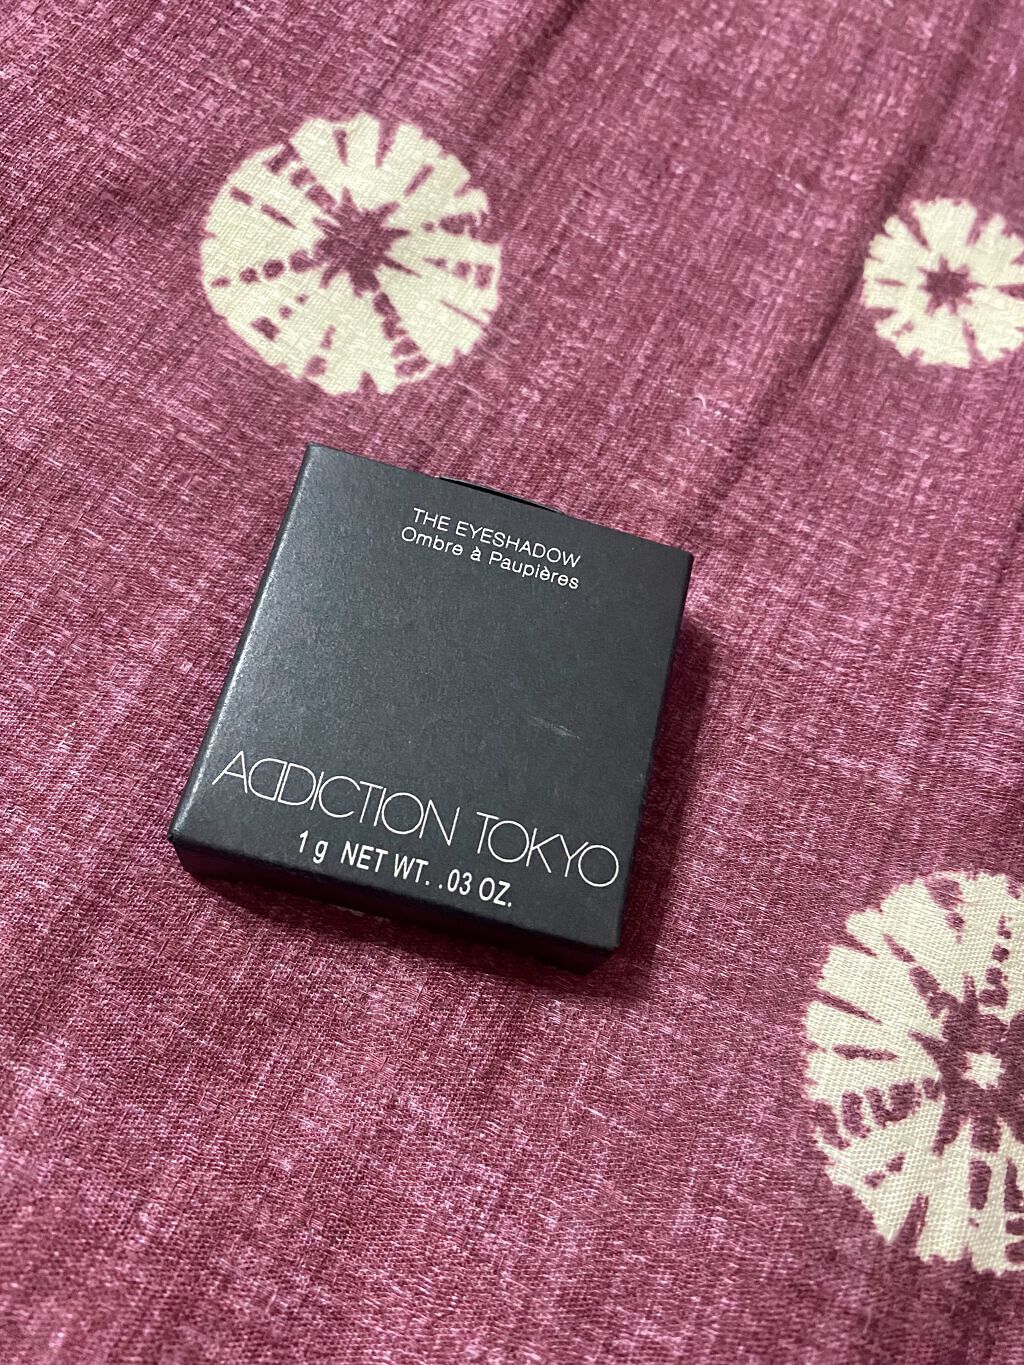 THE EYESHADOW
Ombre à Paupières
ADDICTION TOKYO
1 g NET WT. .03 OZ.